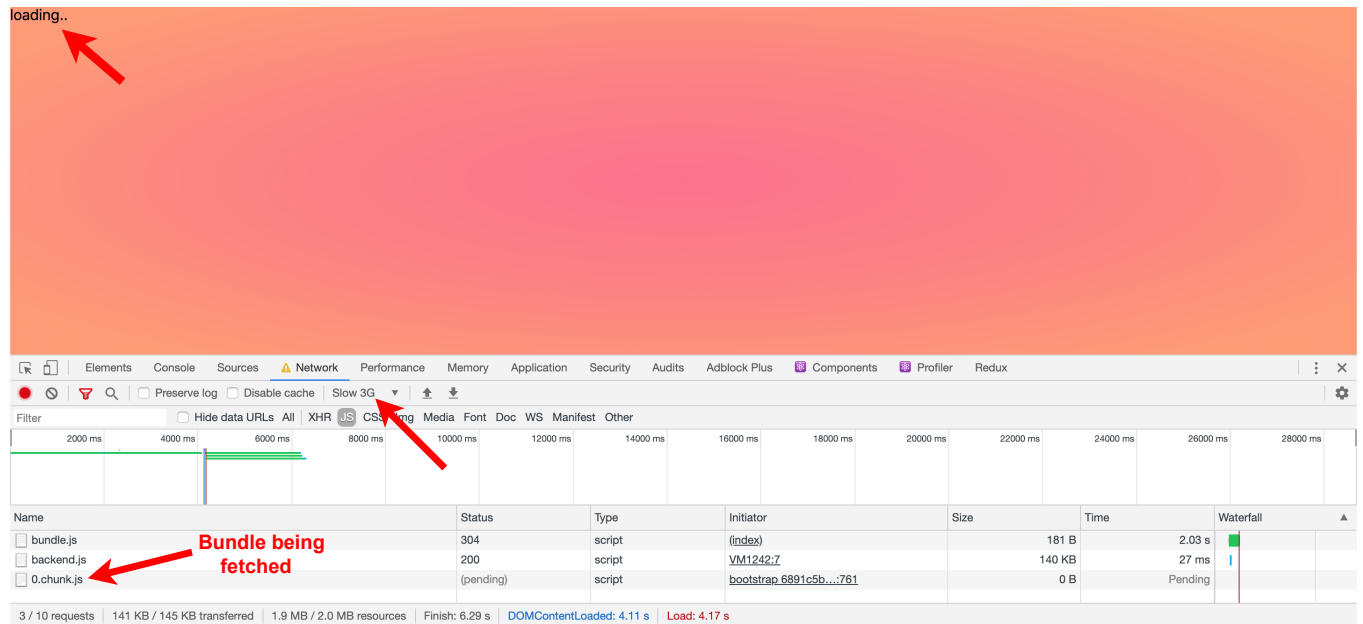 loading..
Elements Console Sources Network Performance Memory Application Security Audits Adblock Plus Components Profiler Redux
Preserve log Disable cache Slow 3G
Filter Hide data URLs All XHR JS CSS Img Media Font Doc WS Manifest Other
2000 ms 4000 ms 6000 ms 8000 ms 10000 ms 12000 ms 14000 ms 16000 ms 18000 ms 20000 ms 22000 ms 24000 ms 26000 ms 28000 ms
Name Status Type Initiator Size Time Waterfall
bundle.js 304 script (index) 181 B 2.03 s
backend.js 200 script VM1242:7 140 KB 27 ms
0.chunk.js (pending) script bootstrap 6891c5b…:761 0 B Pending
Bundle being
fetched
3 / 10 requests 141 KB / 145 KB transferred 1.9 MB / 2.0 MB resources Finish: 6.29 s DOMContentLoaded: 4.11 s Load: 4.17 s